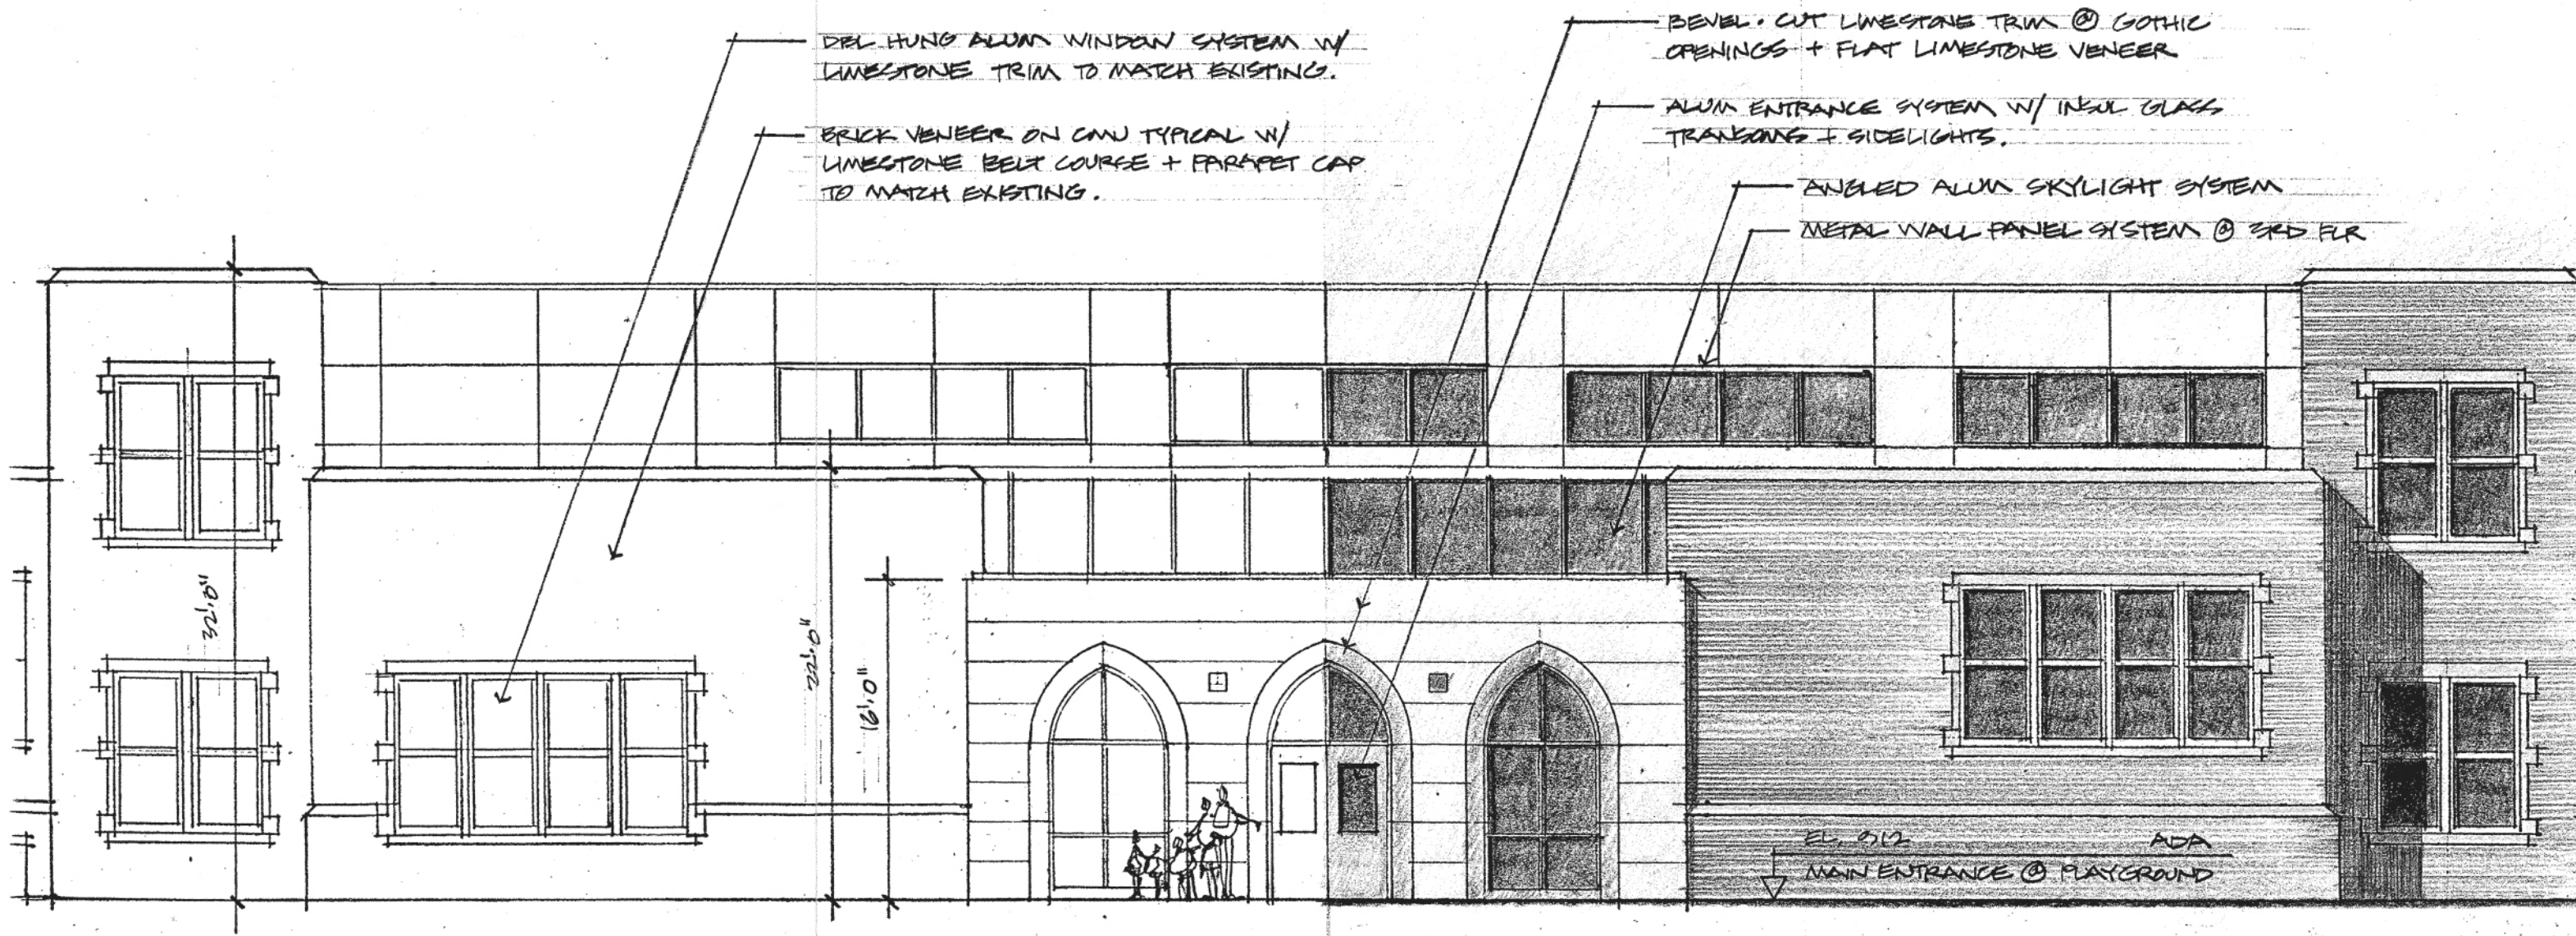 DBL HUNG ALUM WINDOW SYSTEM W/
LIMESTONE TRIM TO MATCH EXISTING.
BRICK VENEER ON CMU TYPICAL W/
LIMESTONE BELT COURSE + PARAPET CAP
TO MATCH EXISTING.
BEVEL • CUT LIMESTONE TRIM @ GOTHIC
OPENINGS + FLAT LIMESTONE VENEER
ALUM ENTRANCE SYSTEM W/ INSUL GLASS
TRANSOMS + SIDELIGHTS.
ANGLED ALUM SKYLIGHT SYSTEM
METAL WALL PANEL SYSTEM @ 3RD FLR
32'.0"
22'.0"
16'.0"
EL. 912 ADA
MAIN ENTRANCE @ PLAYGROUND